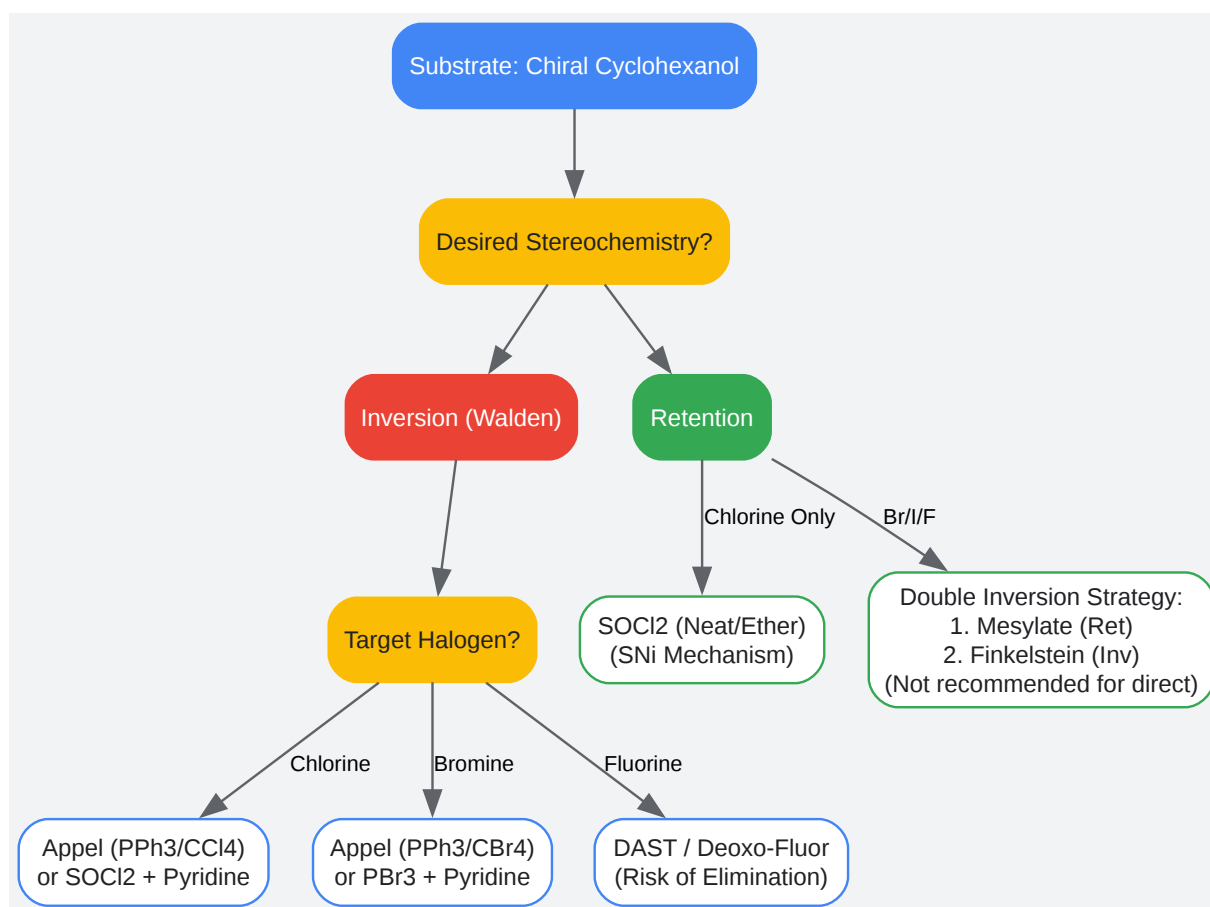 Substrate: Chiral Cyclohexanol
Desired Stereochemistry?
Inversion (Walden)
Retention
Chlorine Only
Br/I/F
Target Halogen?
SOCl2 (Neat/Ether)
(SNi Mechanism)
Double Inversion Strategy:
1. Mesylate (Ret)
2. Finkelstein (Inv)
(Not recommended for direct)
Chlorine
Bromine
Fluorine
Appel (PPh3/CCl4)
or SOCl2 + Pyridine
Appel (PPh3/CBr4)
or PBr3 + Pyridine
DAST / Deoxo-Fluor
(Risk of Elimination)